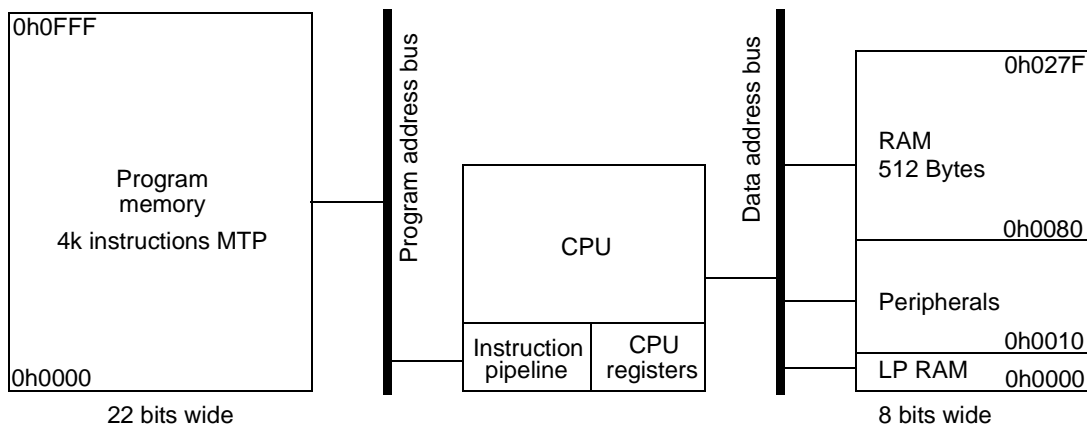 0h0FFF
Program
memory
4k instructions MTP
0h0000
22 bits wide
Program address bus
CPU
Instruction
pipeline
CPU
registers
Data address bus
0h027F
RAM
512 Bytes
0h0080
Peripherals
0h0010
LP RAM
0h0000
8 bits wide